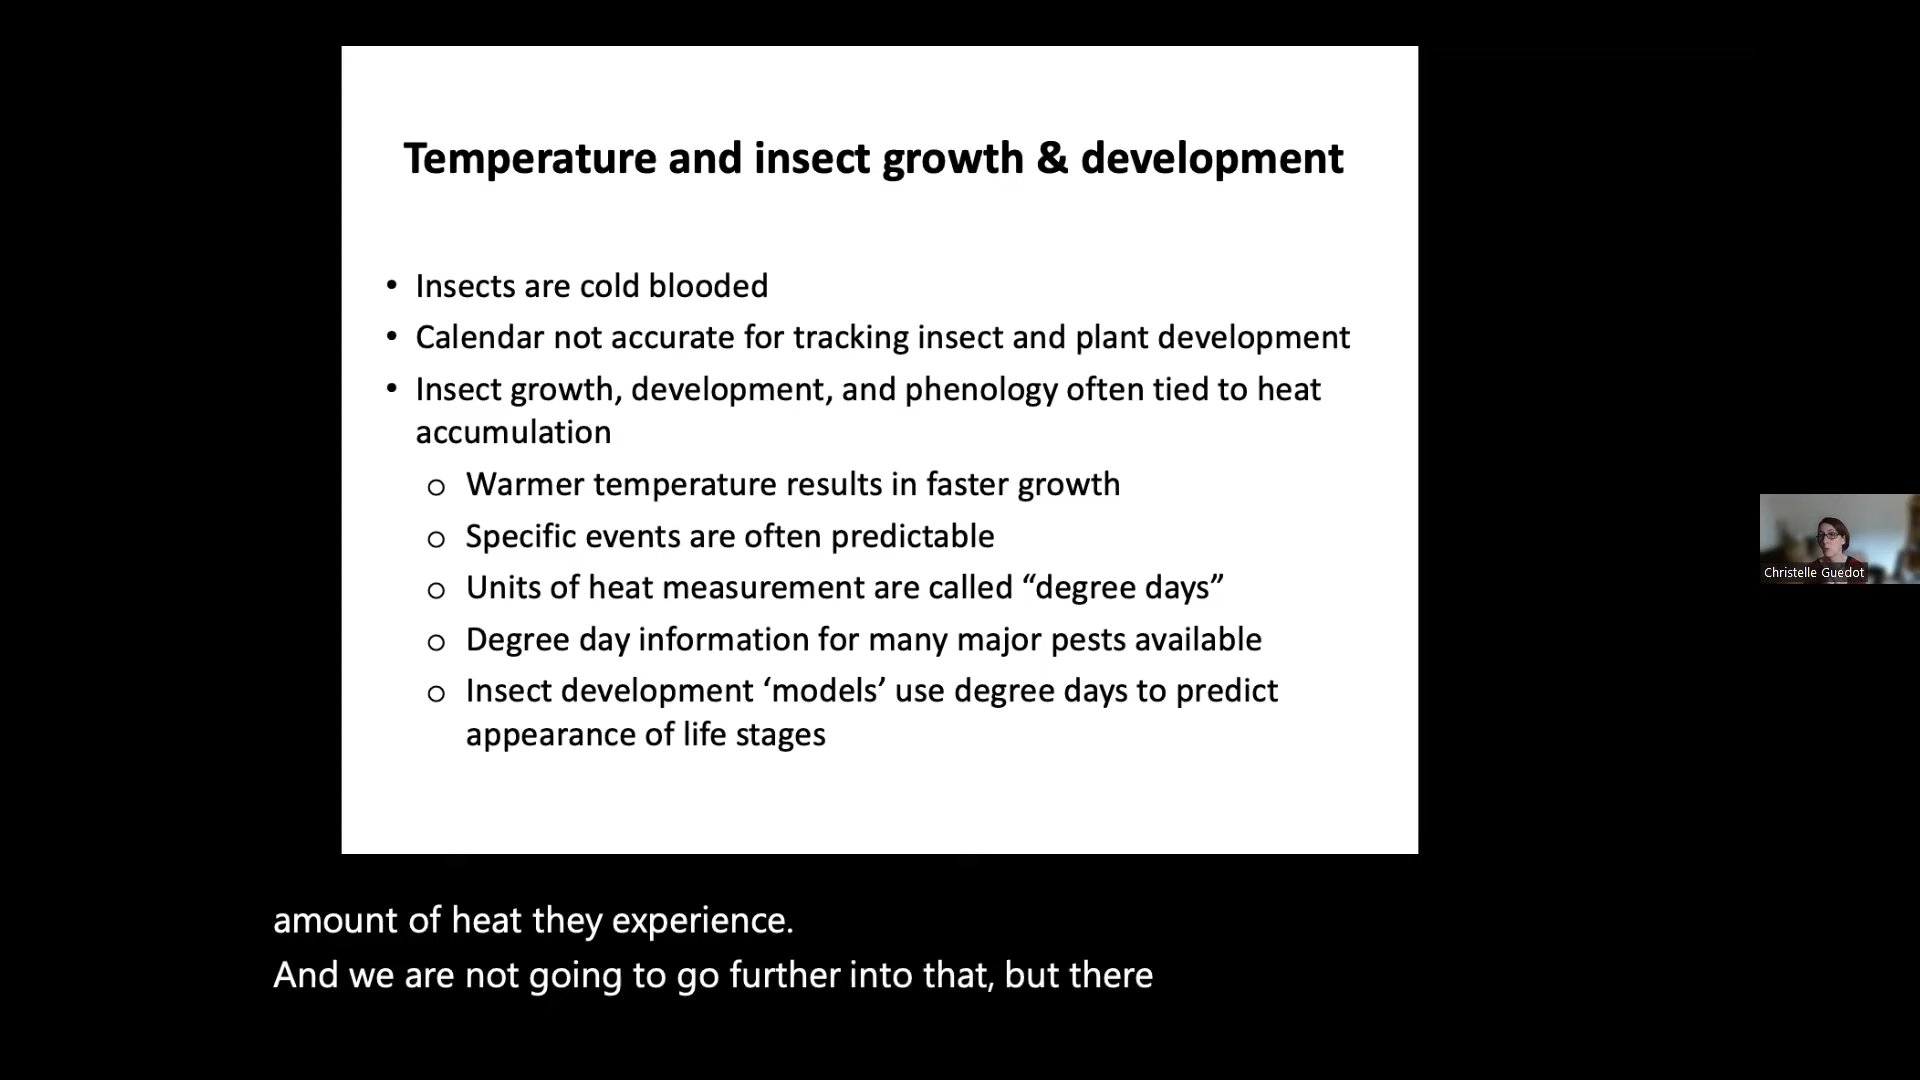 Temperature and insect growth & development
• Insects are cold blooded
• Calendar not accurate for tracking insect and plant development
• Insect growth, development, and phenology often tied to heat
accumulation
o Warmer temperature results in faster growth
o Specific events are often predictable
o Units of heat measurement are called “degree days”
o Degree day information for many major pests available
o Insect development ‘models’ use degree days to predict
appearance of life stages
Christelle Guedot
amount of heat they experience.
And we are not going to go further into that, but there